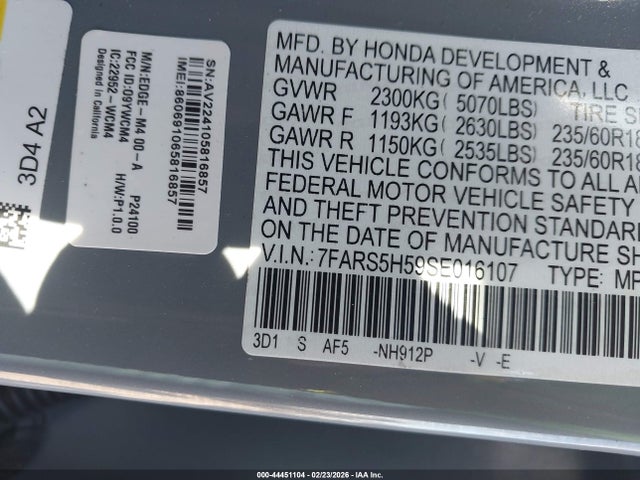 3D4 A2
SN:AV224105816857
IMEI:860691065816857
M/N:EDGE-M4 00-A P24100
FCC ID:09YWCM4 H/W:P1.0.0
IC:22952-WCM4
Designed in California
MFD. BY HONDA DEVELOPMENT &
MANUFACTURING OF AMERICA, LLC
GVWR 2300KG ( 5070LBS) TIRE
GAWR F 1193KG ( 2630LBS) 235/60R18
GAWR R 1150KG ( 2535LBS) 235/60R18
THIS VEHICLE CONFORMS TO ALL
FEDERAL MOTOR VEHICLE SAFETY
AND THEFT PREVENTION STANDARD
ON THE DATE OF MANUFACTURE SH
V.I.N.: 7FARS5H59SE016107 TYPE: MP
3D1 S AF5 -NH912P -V -E
000-44451104 - 02/23/2026 - IAA Inc.